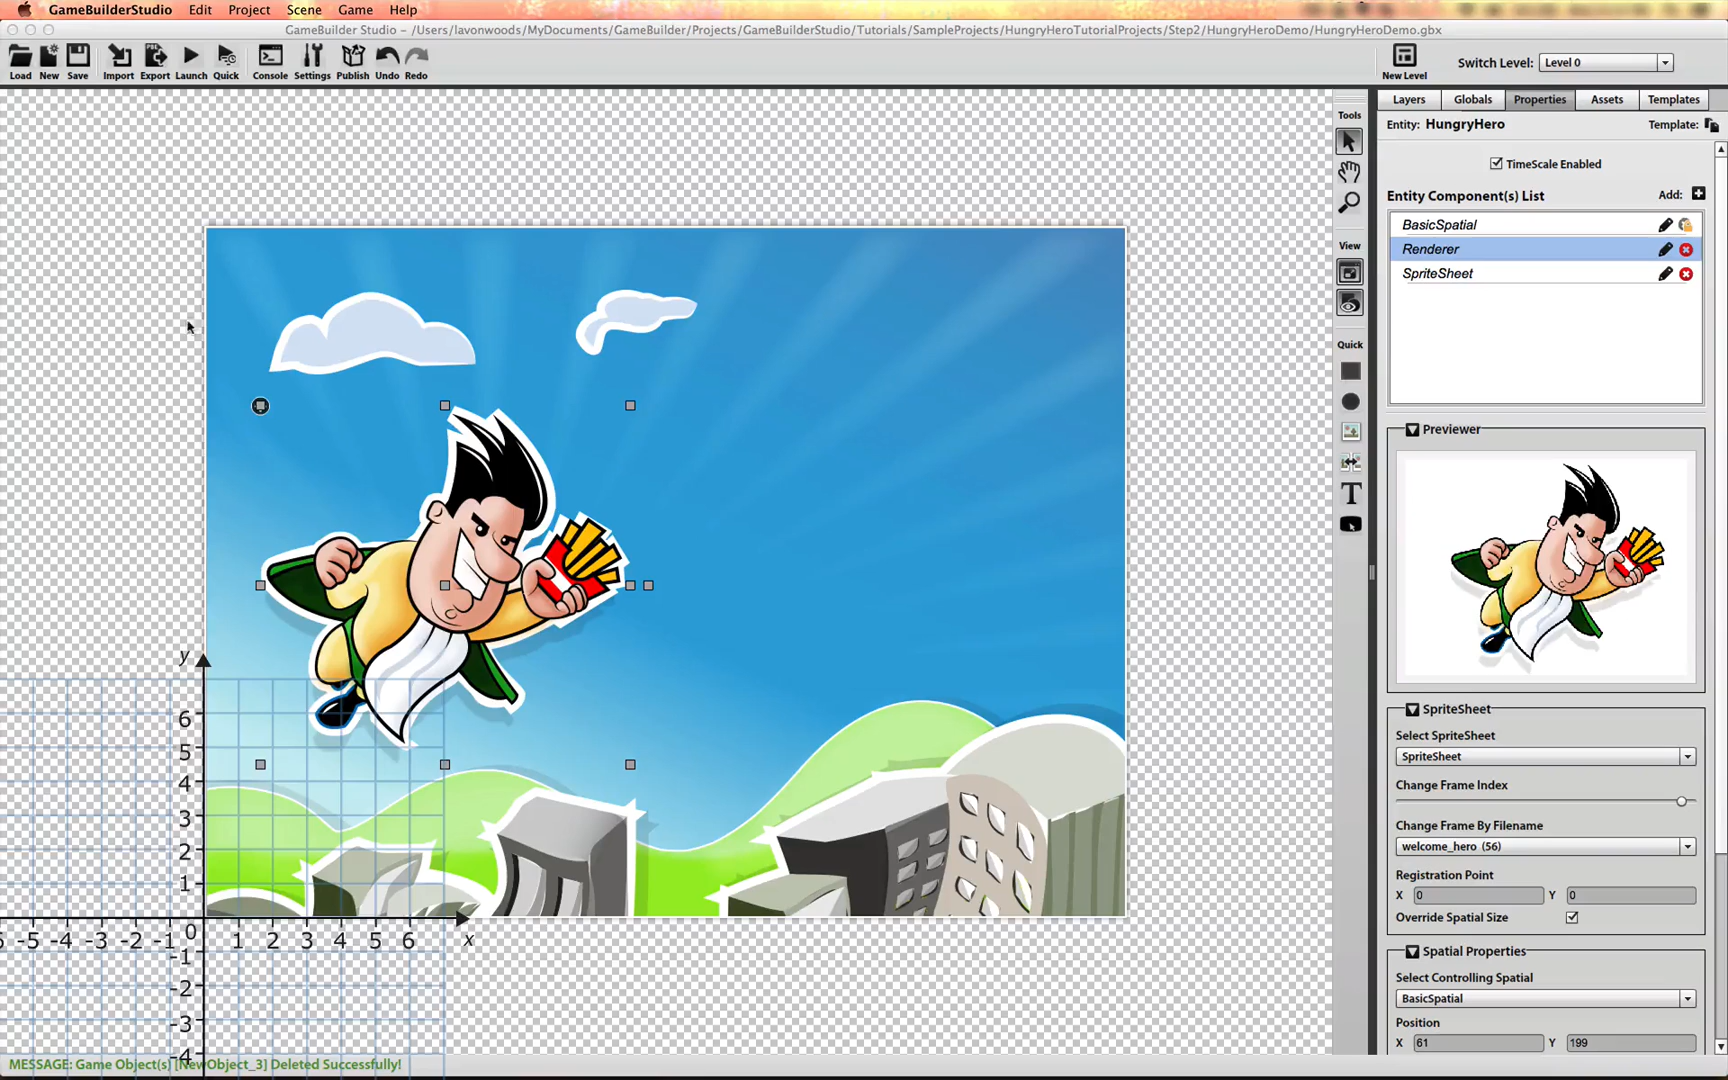 GameBuilderStudio Edit Project Scene Game Help
GameBuilder Studio – /Users/lavonwoods/MyDocuments/GameBuilder/Projects/GameBuilderStudio/Tutorials/SampleProjects/HungryHeroTutorialProjects/Step2/HungryHeroDemo/HungryHeroDemo.gbx
Load New Save Import Export Launch Quick Console Settings Publish Undo Redo
New Level Switch Level: Level 0
Layers Globals Properties Assets Templates
Tools
Entity: HungryHero Template:
TimeScale Enabled
Entity Component(s) List Add:
BasicSpatial
View
Renderer
SpriteSheet
Quick
Previewer
T
SpriteSheet
Select SpriteSheet
SpriteSheet
Change Frame Index
Change Frame By Filename
welcome_hero (56)
Registration Point
X 0 Y 0
Override Spatial Size
Spatial Properties
Select Controlling Spatial
BasicSpatial
Position
X 61 Y 199
y
6
5
4
3
2
1
0
-5 -4 -3 -2 -1 1 2 3 4 5 6 x
-1
-2
-3
-4
MESSAGE: Game Object(s) [NewObject_3] Deleted Successfully!